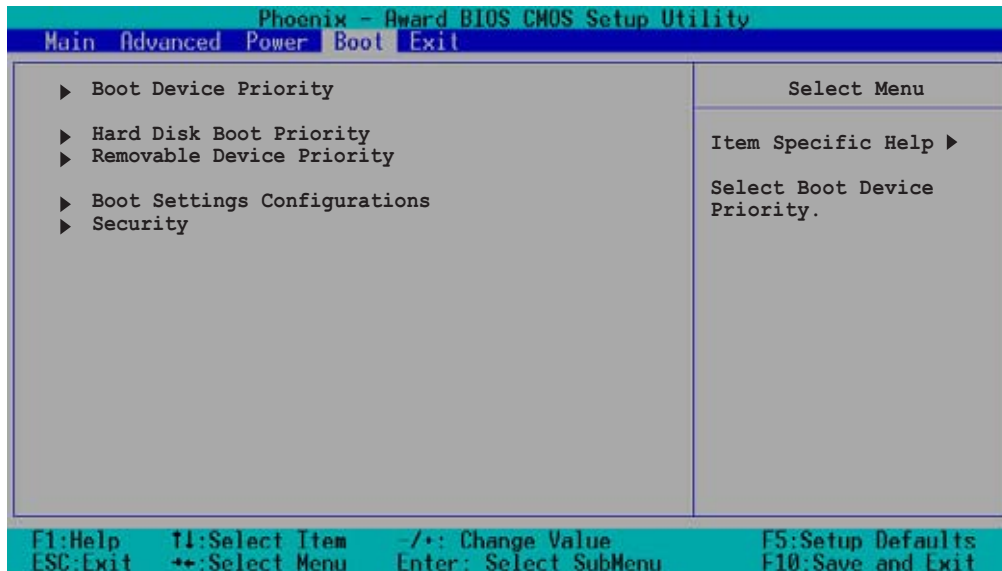 Phoenix - Award BIOS CMOS Setup Utility
Main Advanced Power Boot Exit
Boot Device Priority
Hard Disk Boot Priority
Removable Device Priority
Boot Settings Configurations
Security
Select Menu
Item Specific Help
Select Boot Device
Priority.
F1:Help ↑↓:Select Item -/+: Change Value F5:Setup Defaults
ESC:Exit →←:Select Menu Enter: Select SubMenu F10:Save and Exit